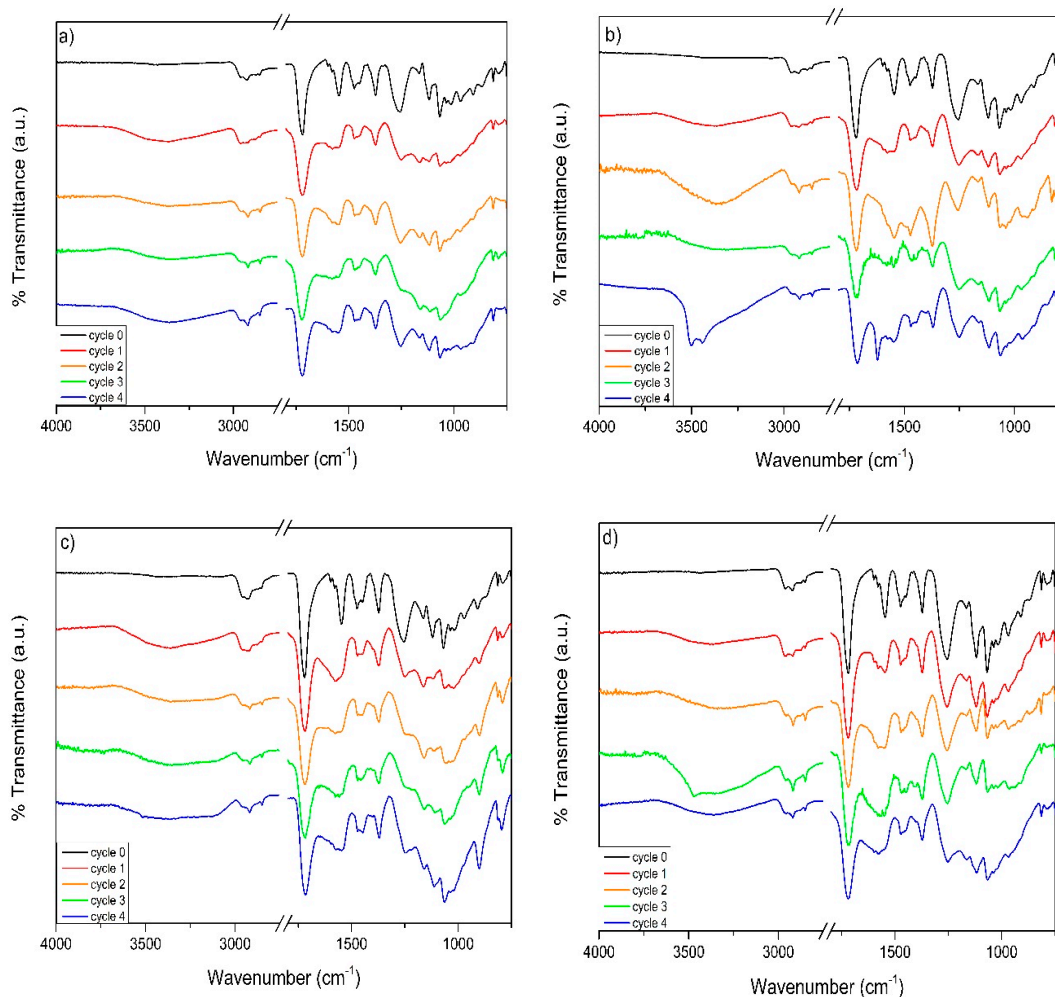 a)
% Transmittance (a.u.)
cycle 0
cycle 1
cycle 2
cycle 3
cycle 4
4000 3000 1500 1000
Wavenumber (cm⁻¹)
b)
% Transmittance (a.u.)
cycle 0
cycle 1
cycle 2
cycle 3
cycle 4
4000 3500 3000 1500 1000
Wavenumber (cm⁻¹)
c)
% Transmittance (a.u.)
cycle 0
cycle 1
cycle 2
cycle 3
cycle 4
4000 3500 3000 1500 1000
Wavenumber (cm⁻¹)
d)
% Transmittance (a.u.)
cycle 0
cycle 1
cycle 2
cycle 3
cycle 4
4000 3500 3000 1500 1000
Wavenumber (cm⁻¹)